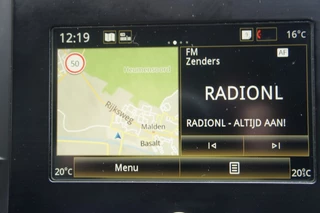 12:19
16°C
50
FM
AF
Zenders
RADIONL
Rijksweg
Malden
RADIONL - ALTIJD AAN!
Basalt
Menu
20°C
20°C